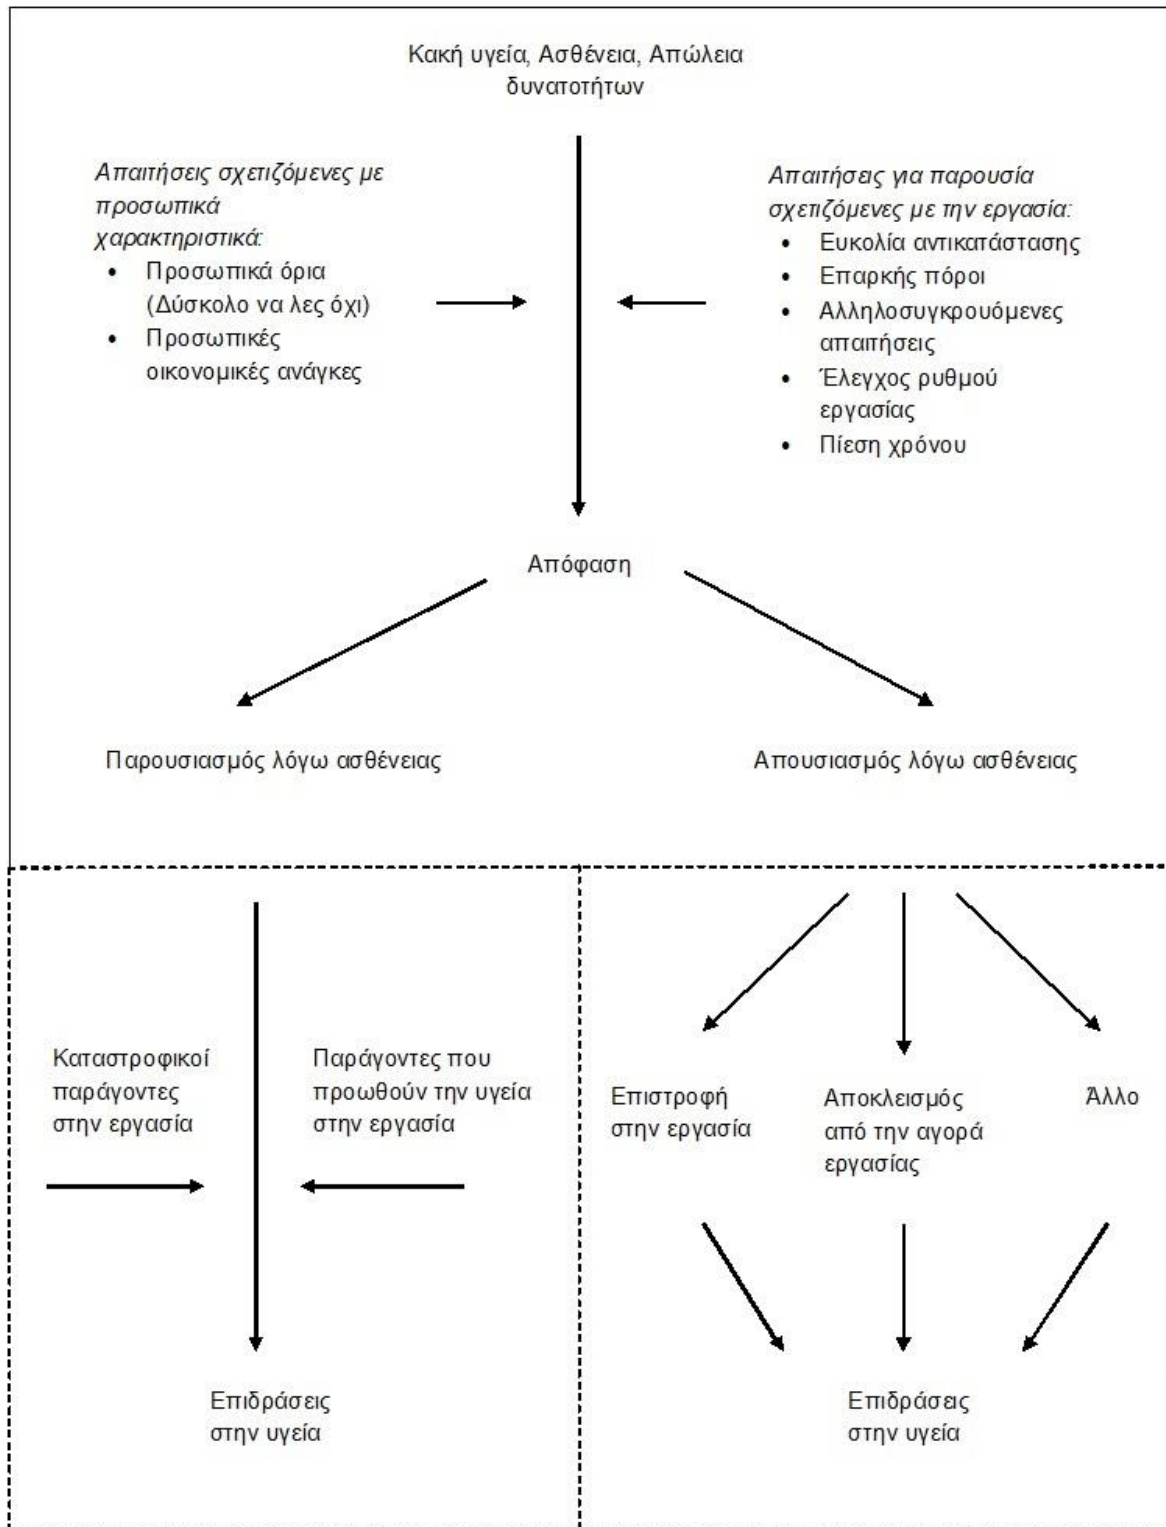 Κακή υγεία, Ασθένεια, Απώλεια
δυνατοτήτων
Απαιτήσεις σχετιζόμενες με
προσωπικά
χαρακτηριστικά:
• Προσωπικά όρια
(Δύσκολο να λες όχι)
• Προσωπικές
οικονομικές ανάγκες
Απαιτήσεις για παρουσία
σχετιζόμενες με την εργασία:
• Ευκολία αντικατάστασης
• Επαρκής πόροι
• Αλληλοσυγκρουόμενες
απαιτήσεις
• Έλεγχος ρυθμού
εργασίας
• Πίεση χρόνου
Απόφαση
Παρουσιασμός λόγω ασθένειας
Απουσιασμός λόγω ασθένειας
Καταστροφικοί
παράγοντες
στην εργασία
Παράγοντες που
προωθούν την υγεία
στην εργασία
Επιδράσεις
στην υγεία
Επιστροφή
στην εργασία
Αποκλεισμός
από την αγορά
εργασίας
Άλλο
Επιδράσεις
στην υγεία